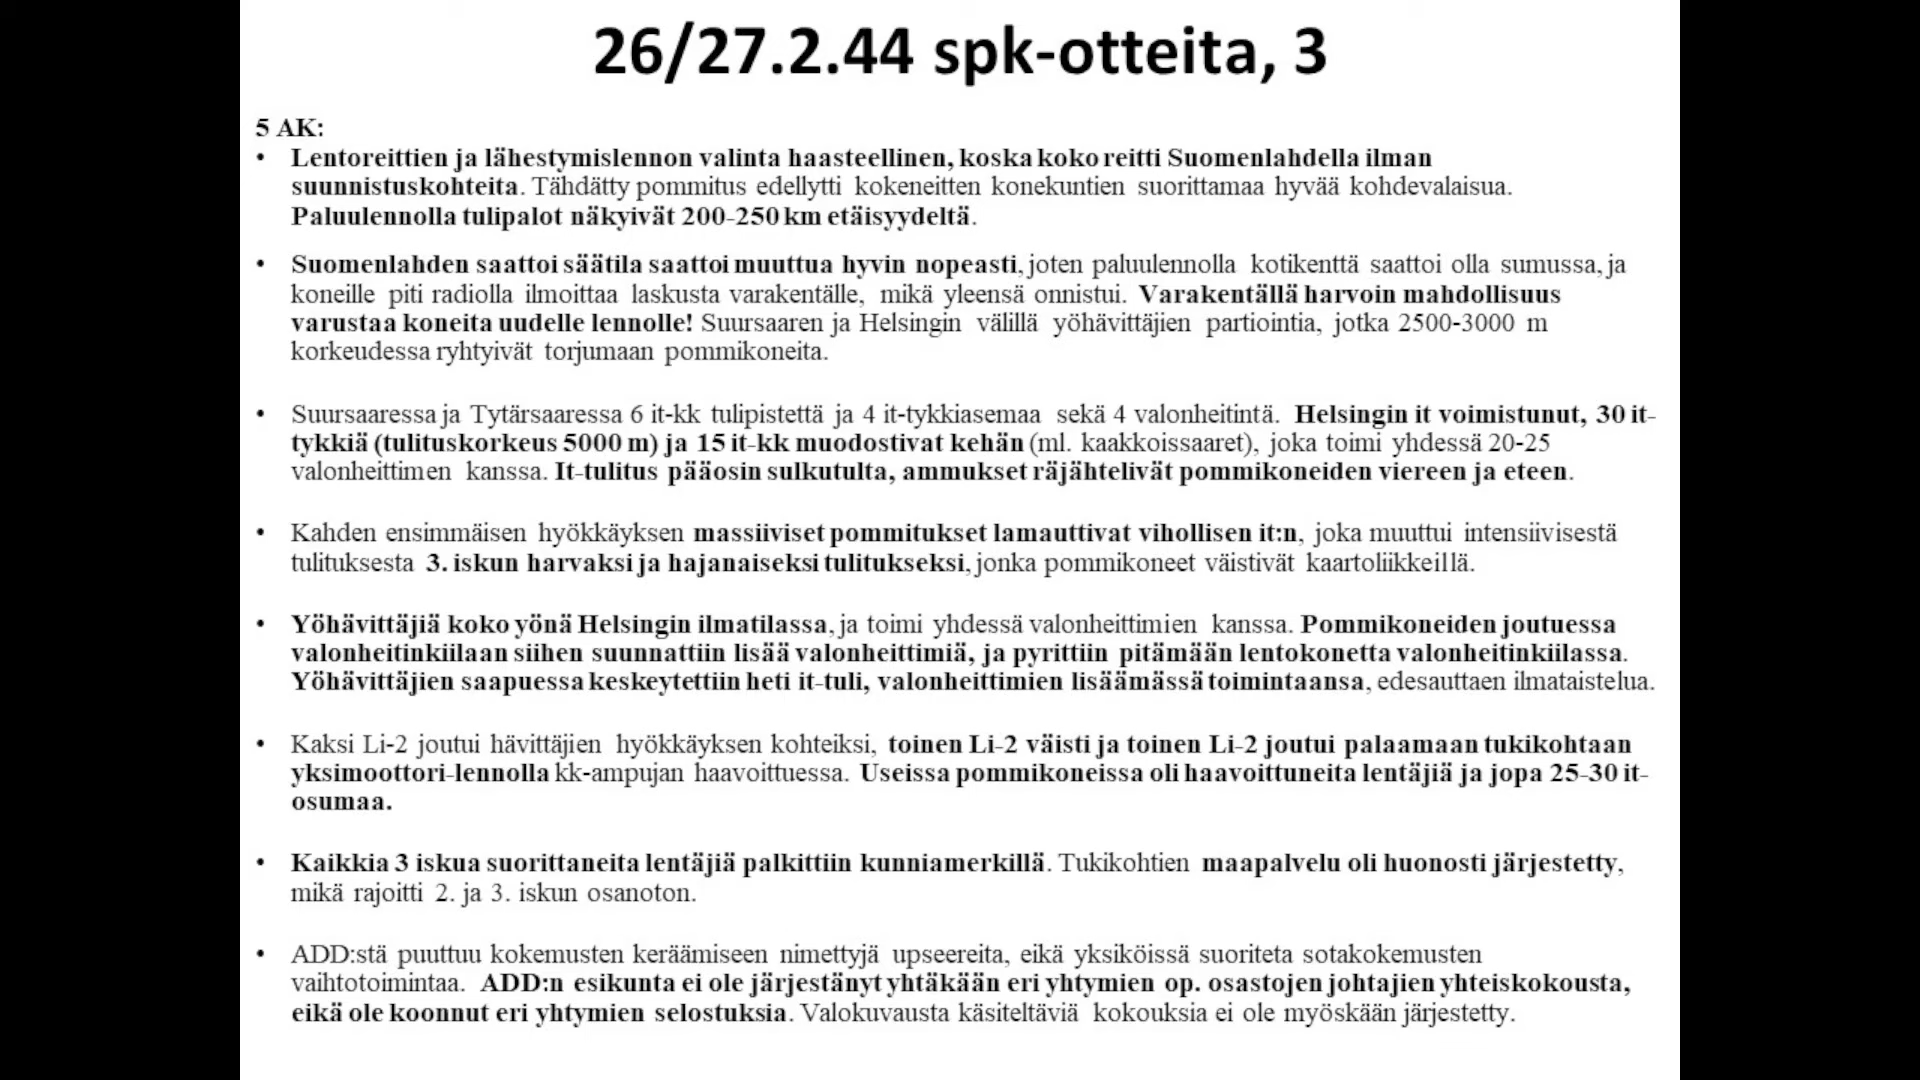 26/27.2.44 spk-otteita, 3
5 AK:
• Lentoreittien ja lähestymislennon valinta haasteellinen, koska koko reitti Suomenlahdella ilman
suunnistuskohteita. Tähdätty pommitus edellytti kokeneitten konekuntien suorittamaa hyvää kohdevalaisua.
Paluulennolla tulipalot näkyivät 200-250 km etäisyydeltä.
• Suomenlahden saattoi säätila saattoi muuttua hyvin nopeasti, joten paluulennolla kotikenttä saattoi olla sumussa, ja
koneille piti radiolla ilmoittaa laskusta varakentälle, mikä yleensä onnistui. Varakentällä harvoin mahdollisuus
varustaa koneita uudelle lennolle! Suursaaren ja Helsingin välillä yöhävittäjien partiointia, jotka 2500-3000 m
korkeudessa ryhtyivät torjumaan pommikoneita.
• Suursaaressa ja Tytärsaaressa 6 it-kk tulipistettä ja 4 it-tykkiasemaa sekä 4 valonheitintä. Helsingin it voimistunut, 30 it-
tykkiä (tulituskorkeus 5000 m) ja 15 it-kk muodostivat kehän (ml. kaakkoissaaret), joka toimi yhdessä 20-25
valonheittimen kanssa. It-tulitus pääosin sulkutulta, ammukset räjähtelivät pommikoneiden viereen ja eteen.
• Kahden ensimmäisen hyökkäyksen massiiviset pommitukset lamauttivat vihollisen it:n, joka muuttui intensiivisestä
tulituksesta 3. iskun harvaksi ja hajanaiseksi tulitukseksi, jonka pommikoneet väistivät kaartoliikkeillä.
• Yöhävittäjiä koko yönä Helsingin ilmatilassa, ja toimi yhdessä valonheittimien kanssa. Pommikoneiden joutuessa
valonheitinkiilaan siihen suunnattiin lisää valonheittimiä, ja pyrittiin pitämään lentokonetta valonheitinkiilassa.
Yöhävittäjien saapuessa keskeytettiin heti it-tuli, valonheittimien lisäämässä toimintaansa, edesauttaen ilmataistelua.
• Kaksi Li-2 joutui hävittäjien hyökkäyksen kohteiksi, toinen Li-2 väisti ja toinen Li-2 joutui palaamaan tukikohtaan
yksimoottori-lennolla kk-ampujan haavoittuessa. Useissa pommikoneissa oli haavoittuneita lentäjiä ja jopa 25-30 it-
osumaa.
• Kaikkia 3 iskua suorittaneita lentäjiä palkittiin kunniamerkillä. Tukikohtien maapalvelu oli huonosti järjestetty,
mikä rajoitti 2. ja 3. iskun osanoton.
• ADD:stä puuttuu kokemusten keräämiseen nimettyjä upseereita, eikä yksiköissä suoriteta sotakokemusten
vaihtotoimintaa. ADD:n esikunta ei ole järjestänyt yhtäkään eri yhtymien op. osastojen johtajien yhteiskokousta,
eikä ole koonnut eri yhtymien selostuksia. Valokuvausta käsiteltäviä kokouksia ei ole myöskään järjestetty.